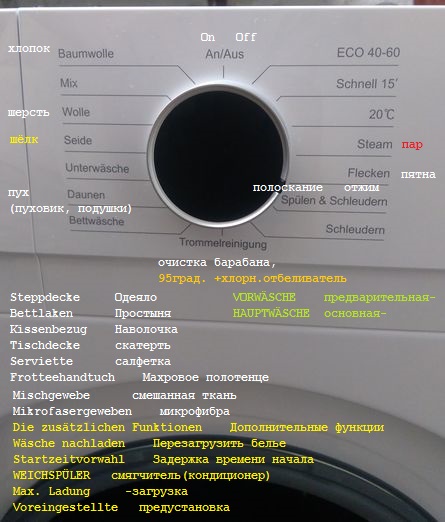 On Off
хлопок Baumwolle An/Aus ECO 40-60
Mix Schnell 15'
шерсть Wolle 20°C
шёлк Seide Steam пар
Unterwäsche Flecken пятна
пух Daunen полоскание отжим
(пуховик, подушки) Spülen & Schleudern
Bettwäsche Schleudern
Trommelreinigung
очистка барабана,
95град. +хлорн.отбеливатель
Steppdecke Одеяло VORWÄSCHE предварительная-
Bettlaken Простыня HAUPTWÄSCHE основная-
Kissenbezug Наволочка
Tischdecke скатерть
Serviette салфетка
Frotteehandtuch Махровое полотенце
Mischgewebe смешанная ткань
Mikrofasergeweben микрофибра
Die zusätzlichen Funktionen Дополнительные функции
Wäsche nachladen Перезагрузить белье
Startzeitvorwahl Задержка времени начала
WEICHSPÜLER смягчитель(кондиционер)
Max. Ladung -загрузка
Voreingestellte предустановка